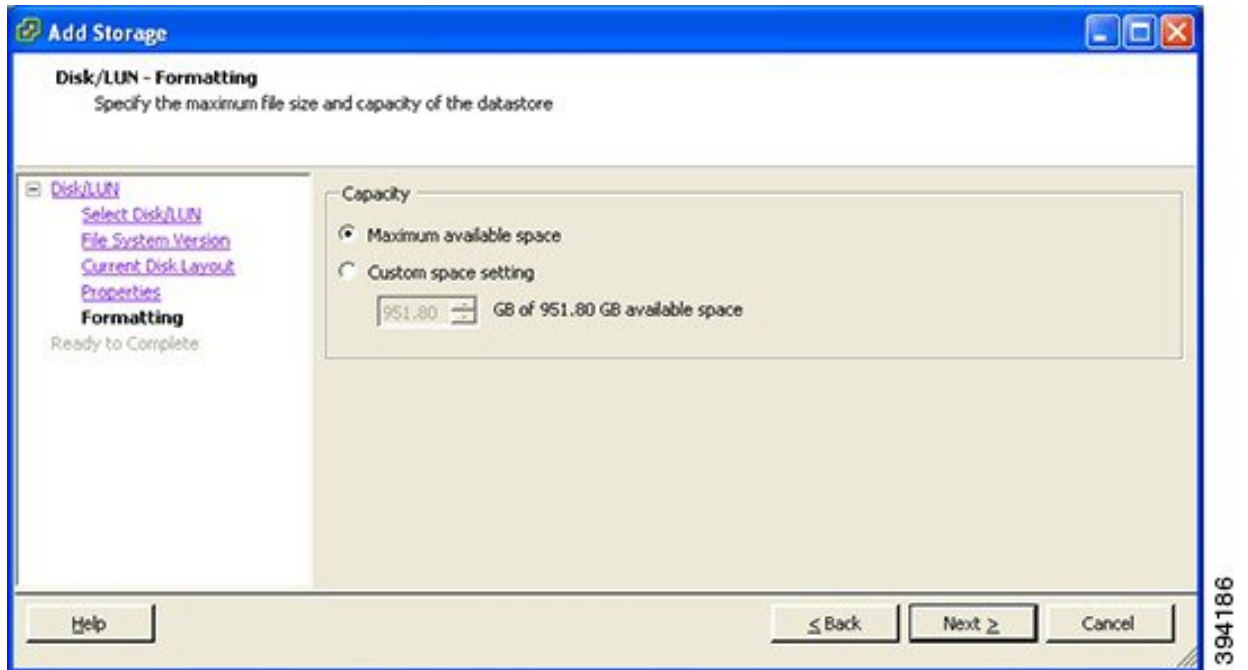 Add Storage
Disk/LUN - Formatting
Specify the maximum file size and capacity of the datastore
Disk/LUN
Select Disk/LUN
File System Version
Current Disk Layout
Properties
Formatting
Ready to Complete
Capacity
Maximum available space
Custom space setting
951.80 GB of 951.80 GB available space
Help
≤ Back
Next ≥
Cancel
394186